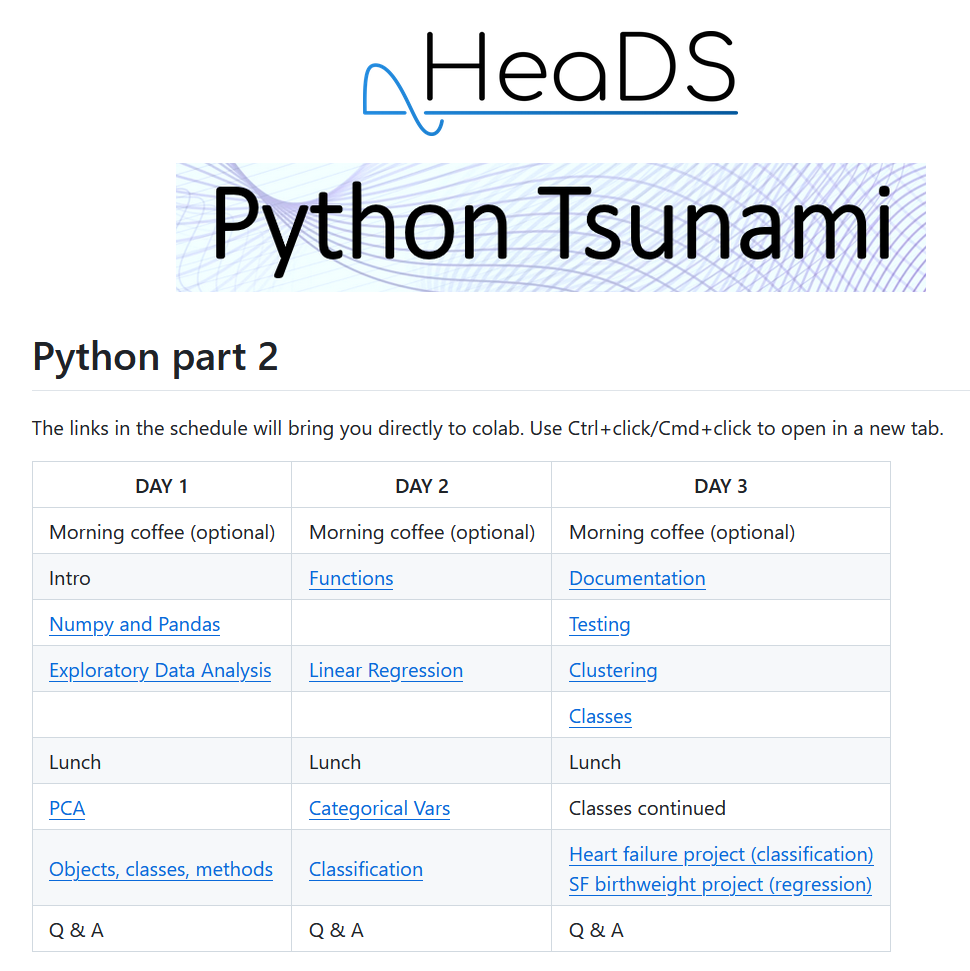 HeaDS
Python Tsunami
Python part 2
The links in the schedule will bring you directly to colab. Use Ctrl+click/Cmd+click to open in a new tab.
DAY 1 DAY 2 DAY 3
Morning coffee (optional) Morning coffee (optional) Morning coffee (optional)
Intro Functions Documentation
Numpy and Pandas Testing
Exploratory Data Analysis Linear Regression Clustering
Classes
Lunch Lunch Lunch
PCA Categorical Vars Classes continued
Objects, classes, methods Classification Heart failure project (classification)
SF birthweight project (regression)
Q & A Q & A Q & A